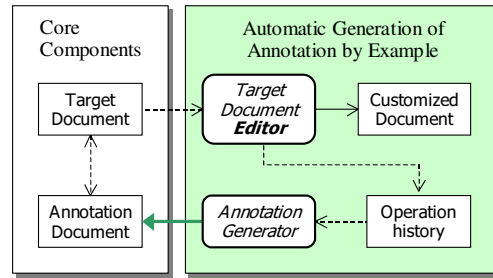 Core
Components
Automatic Generation of
Annotation by Example
Target
Document
Target
Document
Editor
Customized
Document
Annotation
Document
Annotation
Generator
Operation
history